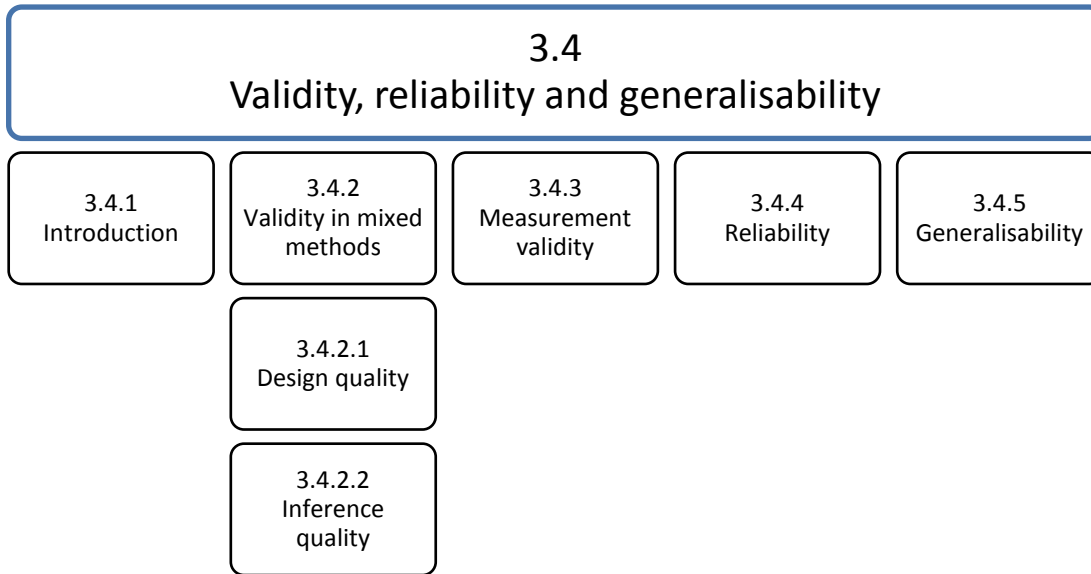 3.4
Validity, reliability and generalisability
3.4.1
Introduction
3.4.2
Validity in mixed
methods
3.4.3
Measurement
validity
3.4.4
Reliability
3.4.5
Generalisability
3.4.2.1
Design quality
3.4.2.2
Inference
quality